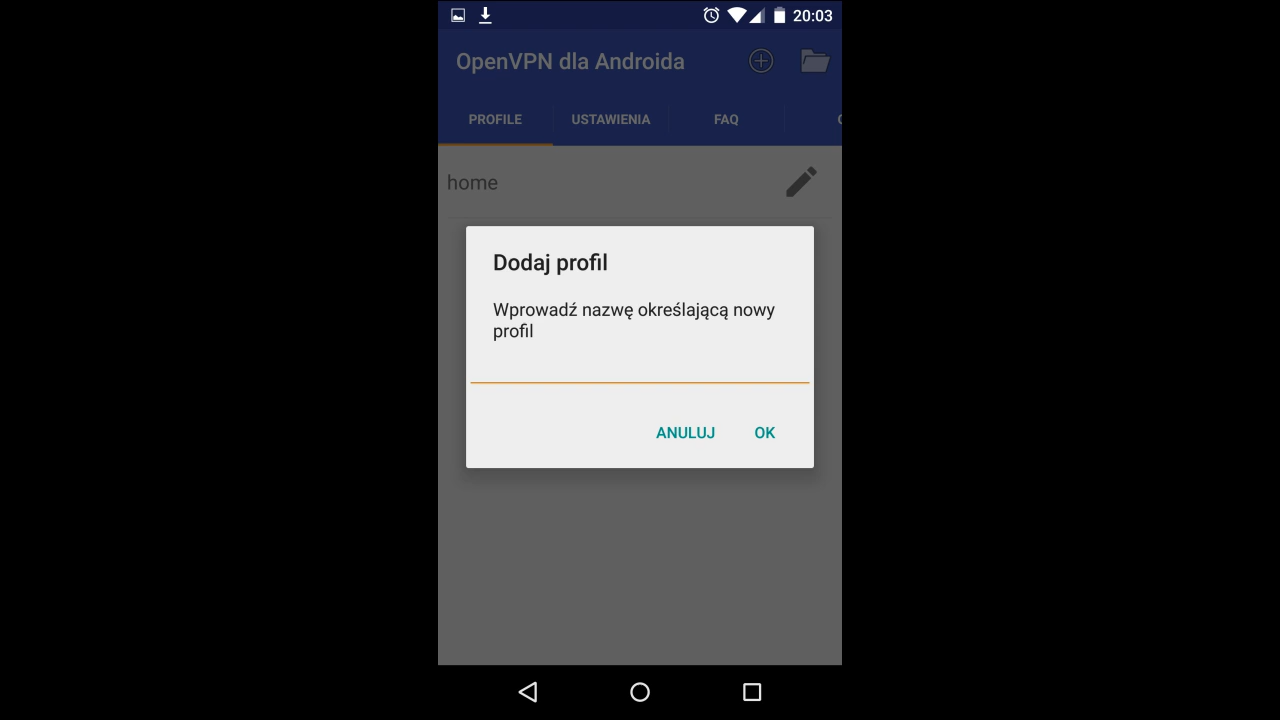 20:03
OpenVPN dla Androida
PROFILE USTAWIENIA FAQ
home
Dodaj profil
Wprowadź nazwę określającą nowy
profil
ANULUJ OK